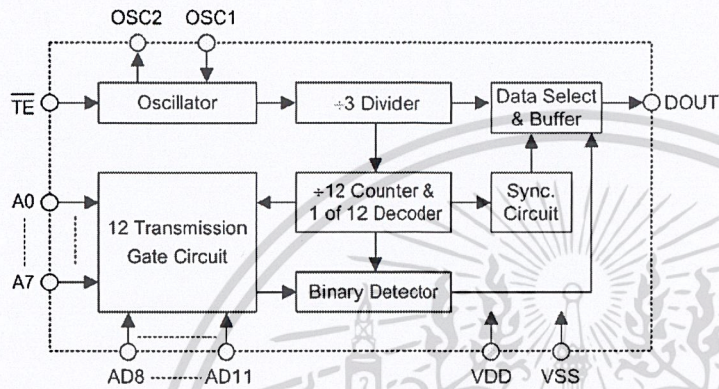 OSC2 OSC1
TE
Oscillator
÷3 Divider
Data Select
& Buffer
DOUT
A0
A7
12 Transmission
Gate Circuit
÷12 Counter &
1 of 12 Decoder
Sync.
Circuit
Binary Detector
AD8 AD11
VDD VSS